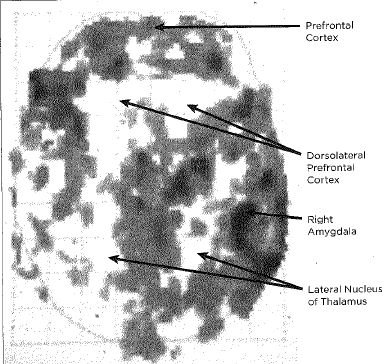 Prefrontal
Cortex
Dorsolateral
Prefrontal
Cortex
Right
Amygdala
Lateral Nucleus
of Thalamus